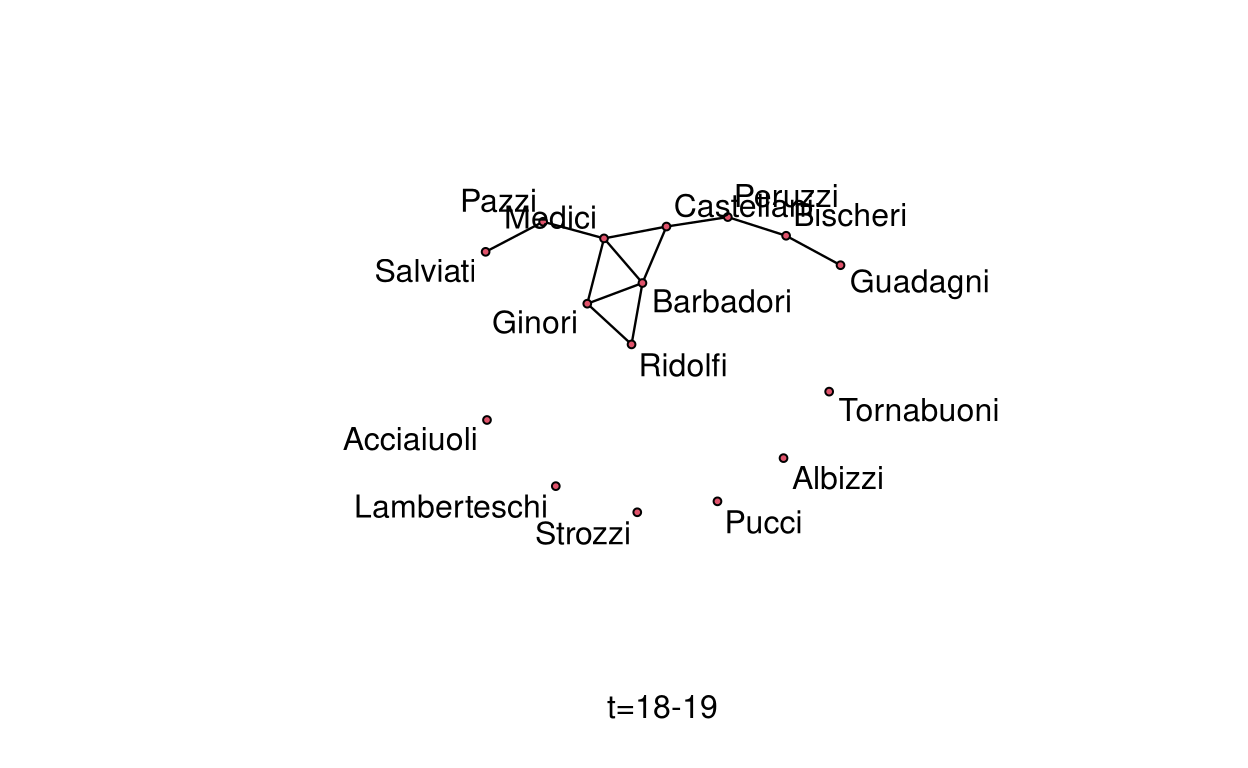 Peruzzi
Pazzi
Castellani
Medici
Bischeri
Salviati
Guadagni
Barbadori
Ginori
Ridolfi
Tornabuoni
Acciaiuoli
Albizzi
Lamberteschi
Pucci
Strozzi
t=18-19